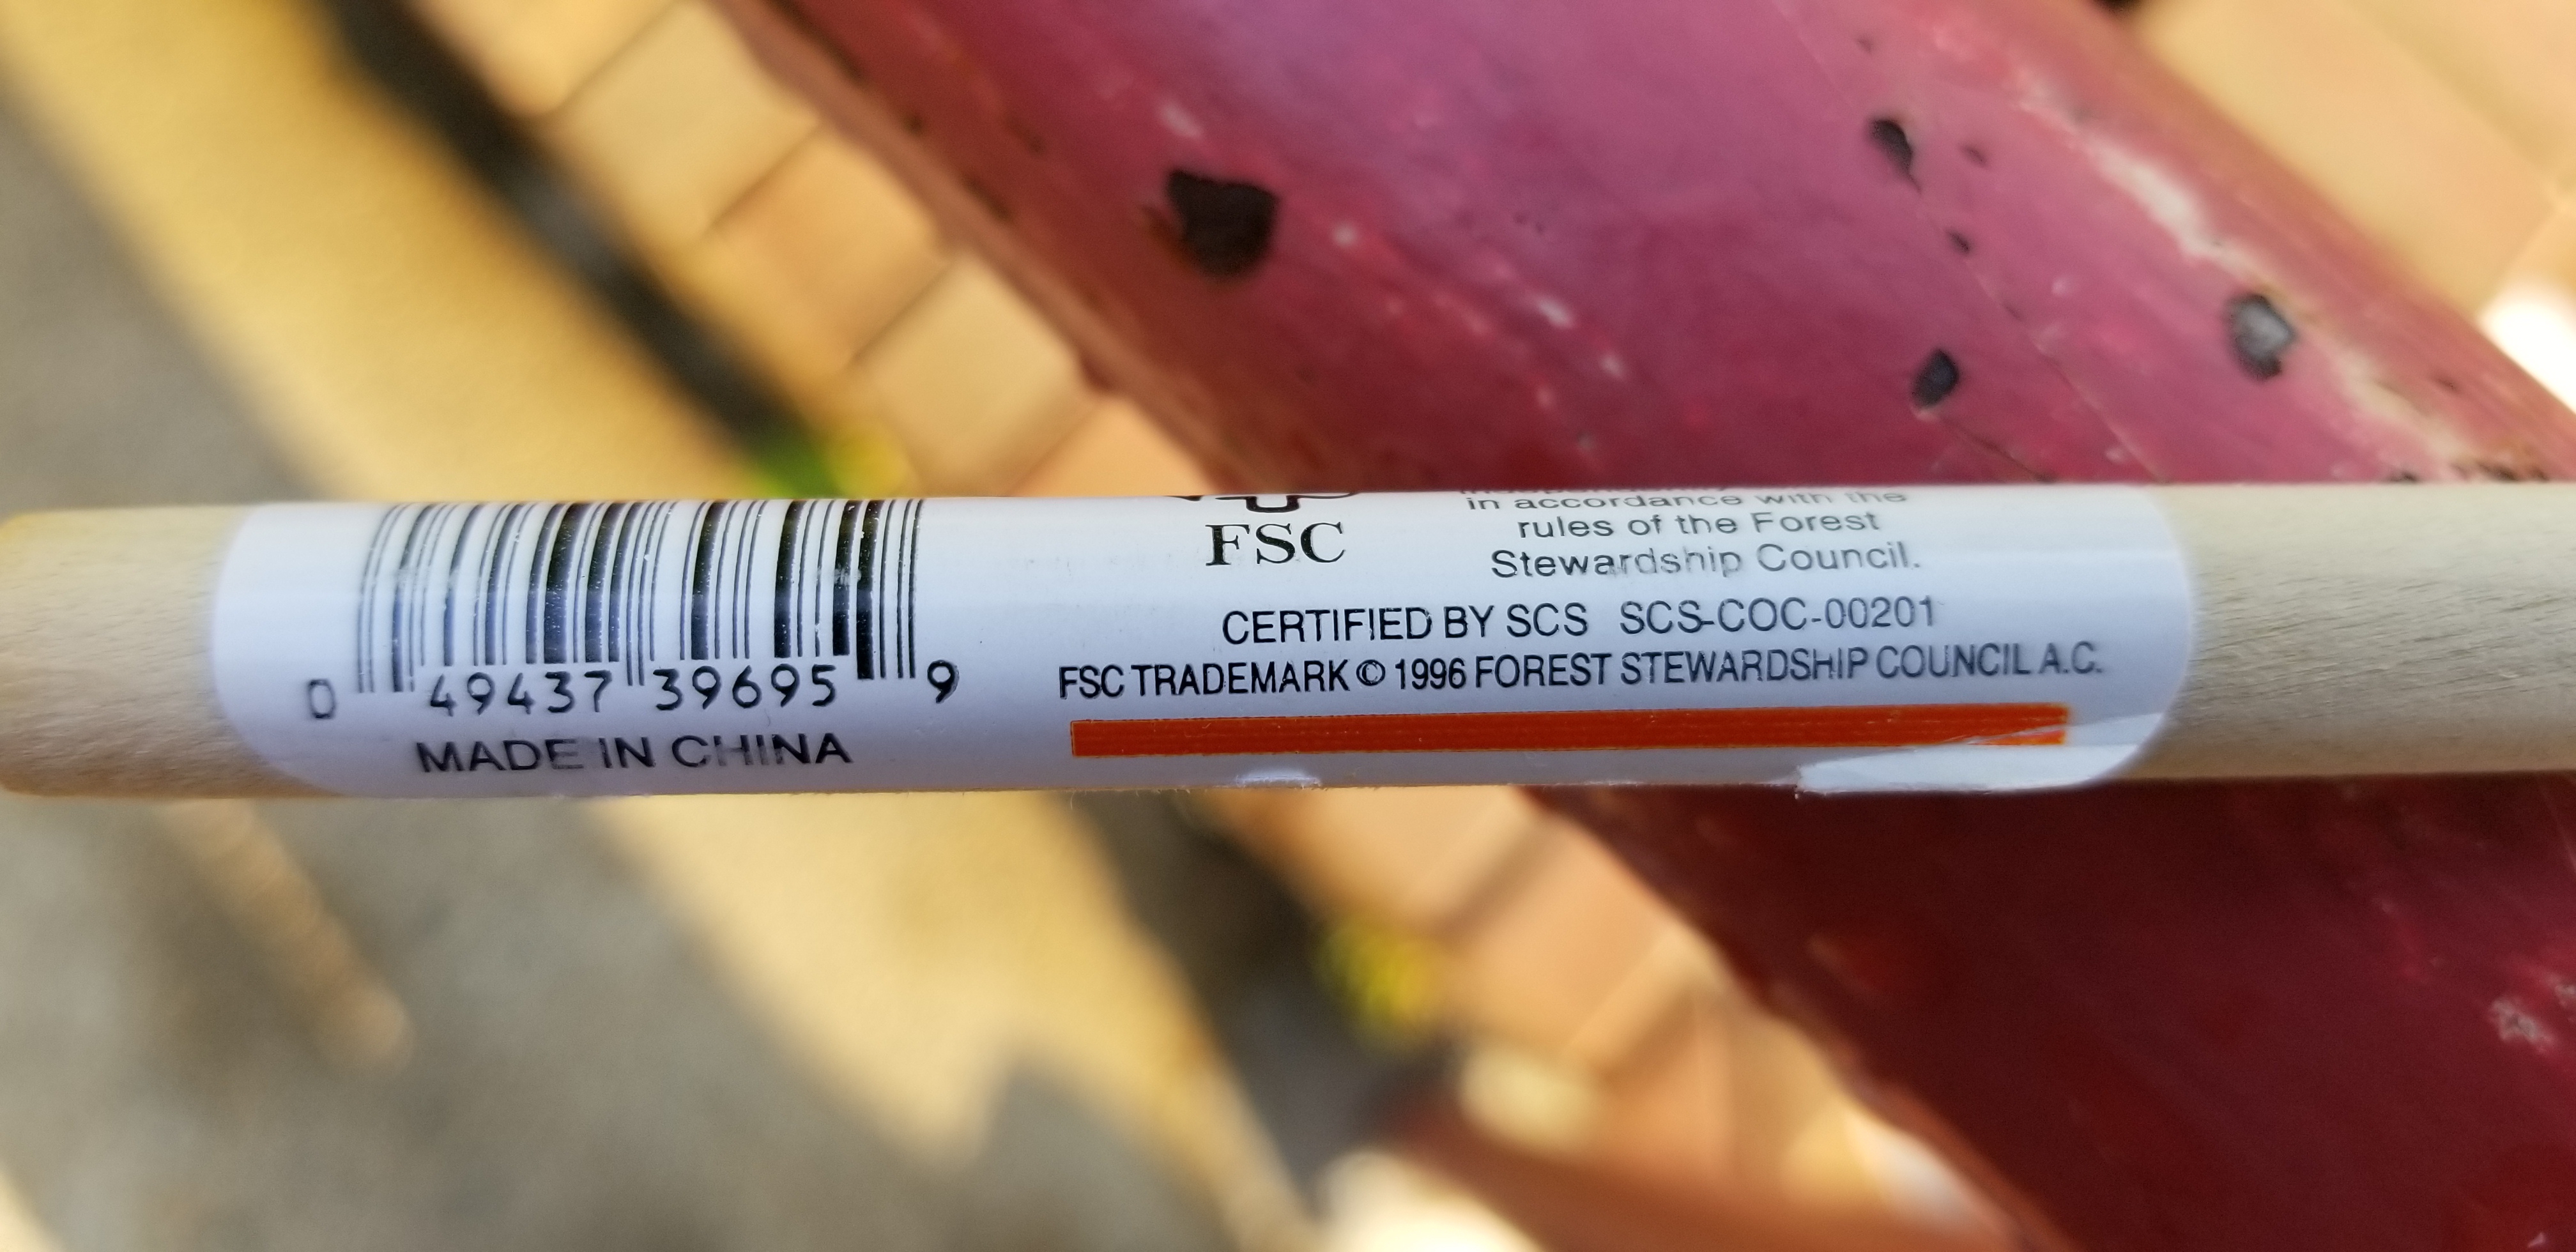 0 49437 39695 9
MADE IN CHINA
FSC
in accordance with the
rules of the Forest
Stewardship Council.
CERTIFIED BY SCS SCS-COC-00201
FSC TRADEMARK © 1996 FOREST STEWARDSHIP COUNCIL A.C.